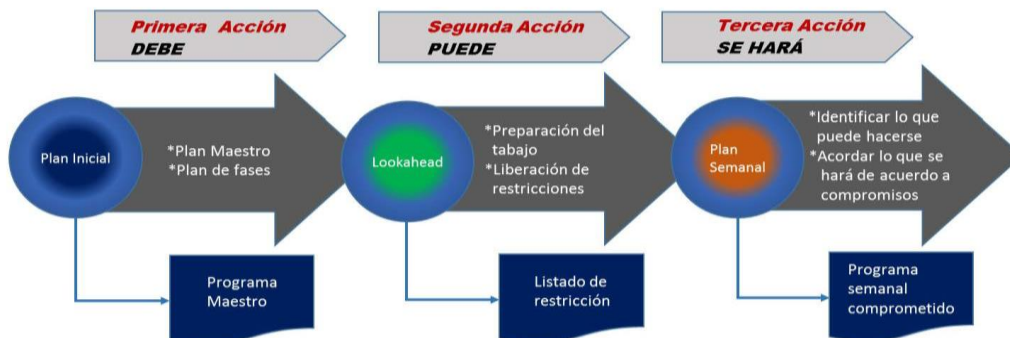 Primera Acción
DEBE
Segunda Acción
PUEDE
Tercera Acción
SE HARÁ
Plan Inicial
*Plan Maestro
*Plan de fases
Lookahead
*Preparación del
tabajo
*Liberación de
restricciones
Plan
Semanal
*Identificar lo que
puede hacerse
*Acordar lo que se
hará de acuerdo a
compromisos
Programa
Maestro
Listado de
restricción
Programa
semanal
comprometido